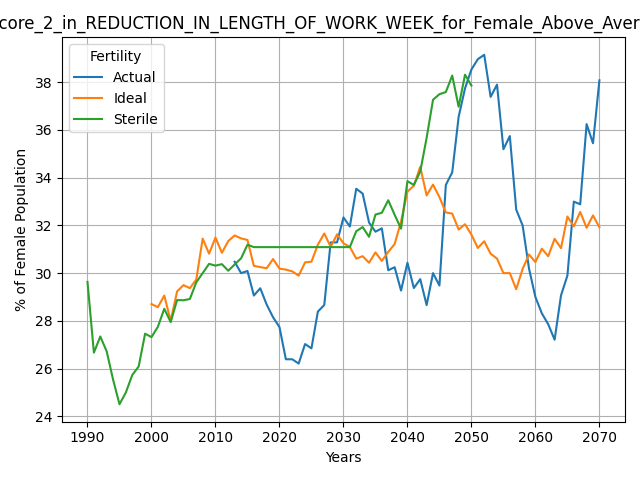 core_2_in_REDUCTION_IN_LENGTH_OF_WORK_WEEK_for_Female_Above_Aver
Fertility
Actual
Ideal
Sterile
% of Female Population
38
36
34
32
30
28
26
24
1990 2000 2010 2020 2030 2040 2050 2060 2070
Years